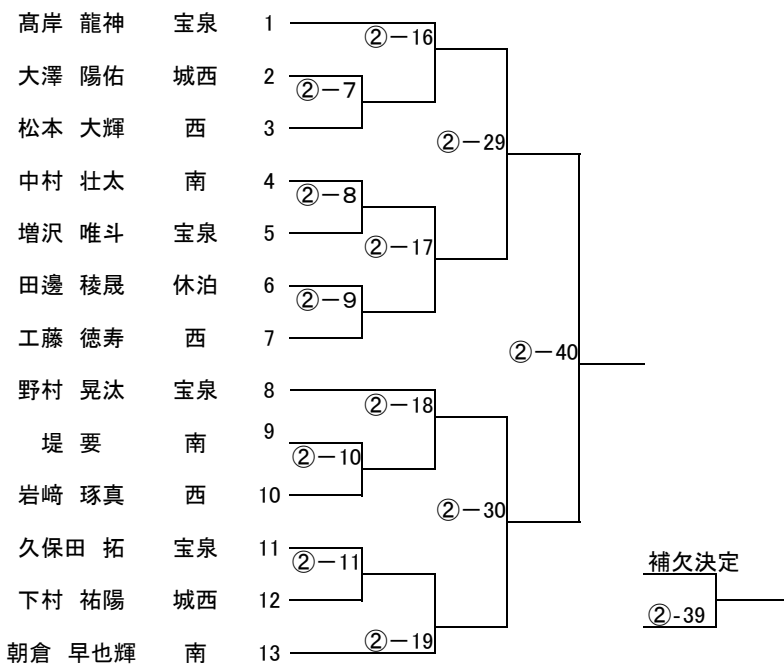 髙岸 龍神 宝泉 1
②－16
大澤 陽佑 城西 2
②－7
松本 大輝 西 3
②－29
中村 壮太 南 4
②－8
増沢 唯斗 宝泉 5
②－17
田邊 稜晟 休泊 6
②－9
工藤 徳寿 西 7
②－40
野村 晃汰 宝泉 8
②－18
堤 要 南 9
②－10
岩﨑 琢真 西 10
②－30
久保田 拓 宝泉 11
②－11
補欠決定
下村 祐陽 城西 12
②-39
②－19
朝倉 早也輝 南 13